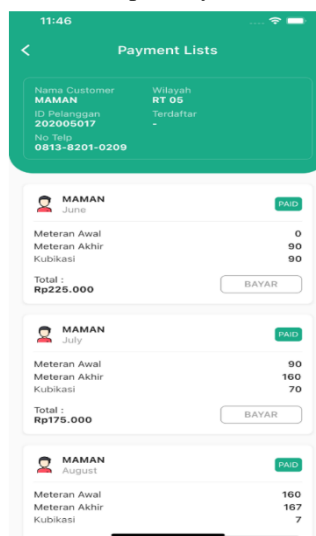 11:46
Payment Lists
Nama Customer Wilayah
MAMAN RT 05
ID Pelanggan Terdaftar
202005017 -
No Telp
0813-8201-0209
MAMAN PAID
June
Meteran Awal 0
Meteran Akhir 90
Kubikasi 90
Total :
Rp225.000 BAYAR
MAMAN PAID
July
Meteran Awal 90
Meteran Akhir 160
Kubikasi 70
Total :
Rp175.000 BAYAR
MAMAN PAID
August
Meteran Awal 160
Meteran Akhir 167
Kubikasi 7